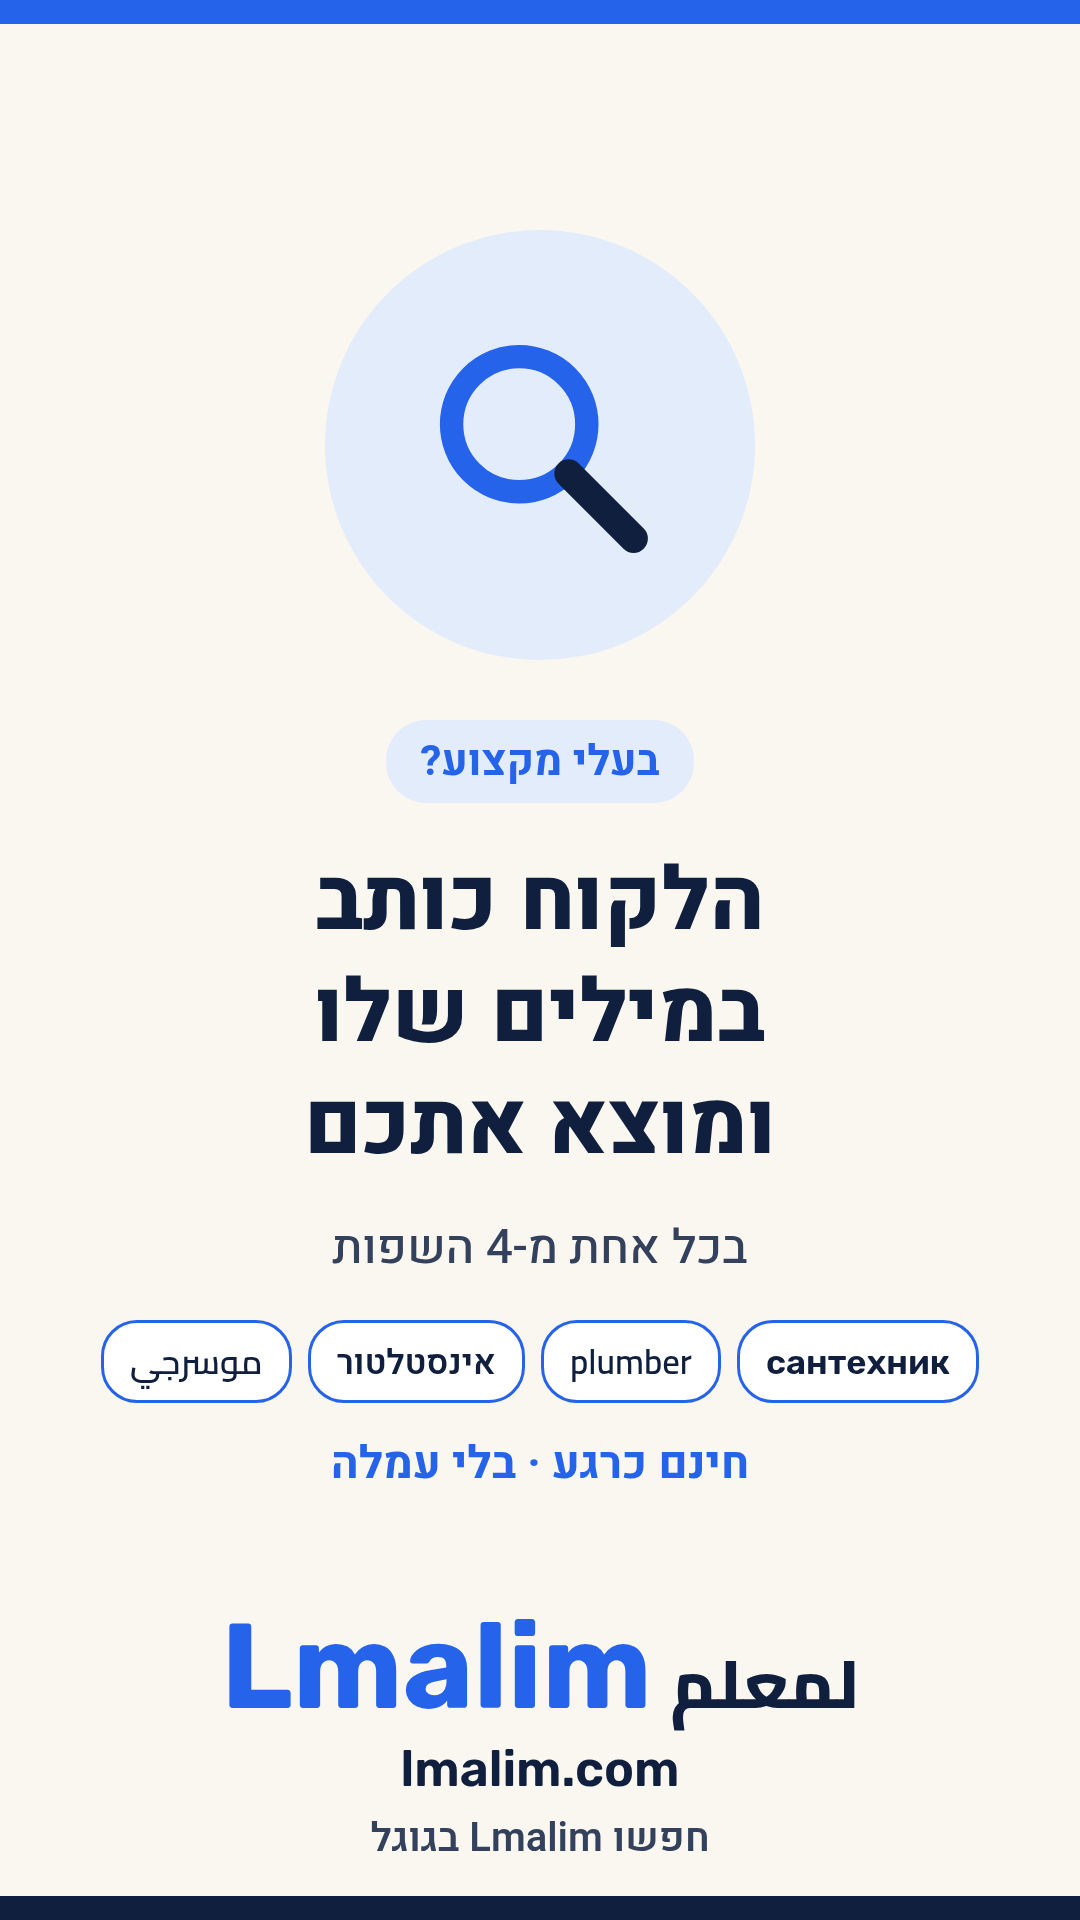 בעלי מקצוע?
הלקוח כותב
במילים שלו
ומוצא אתכם
בכל אחת מ-4 השפות
موسرجي אינסטלטור plumber сантехник
חינם כרגע · בלי עמלה
Lmalim لمعلم
lmalim.com
חפשו Lmalim בגוגל